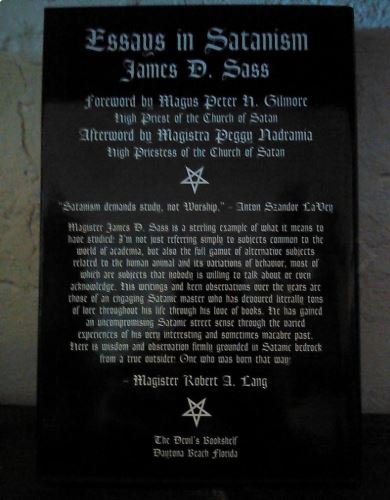 Essays in Satanism
James D. Sass
Foreword by Magus Peter H. Gilmore
High Priest of the Church of Satan
Afterword by Magistra Peggy Nadramia
High Priestess of the Church of Satan
"Satanism demands study, not Worship." - Anton Szandor LaVey
Magister James D. Sass is a sterling example of what it means to
have studied: I'm not just referring simply to subjects common to the
world of academia, but also the full gamut of alternative subjects
related to the human animal and its variations of behavior, most of
which are subjects that nobody is willing to talk about or even
acknowledge. His writings and keen observations over the years are
those of an engaging Satanic master who has devoured literally tons
of lore throughout his life through his love of books. He has gained
an uncompromising Satanic street sense through the varied
experiences of his very interesting and sometimes macabre past.
Here is wisdom and observation firmly grounded in Satanic bedrock
from a true outsider: One who was born that way.
- Magister Robert A. Lang
The Devil's Bookshelf
Daytona Beach Florida